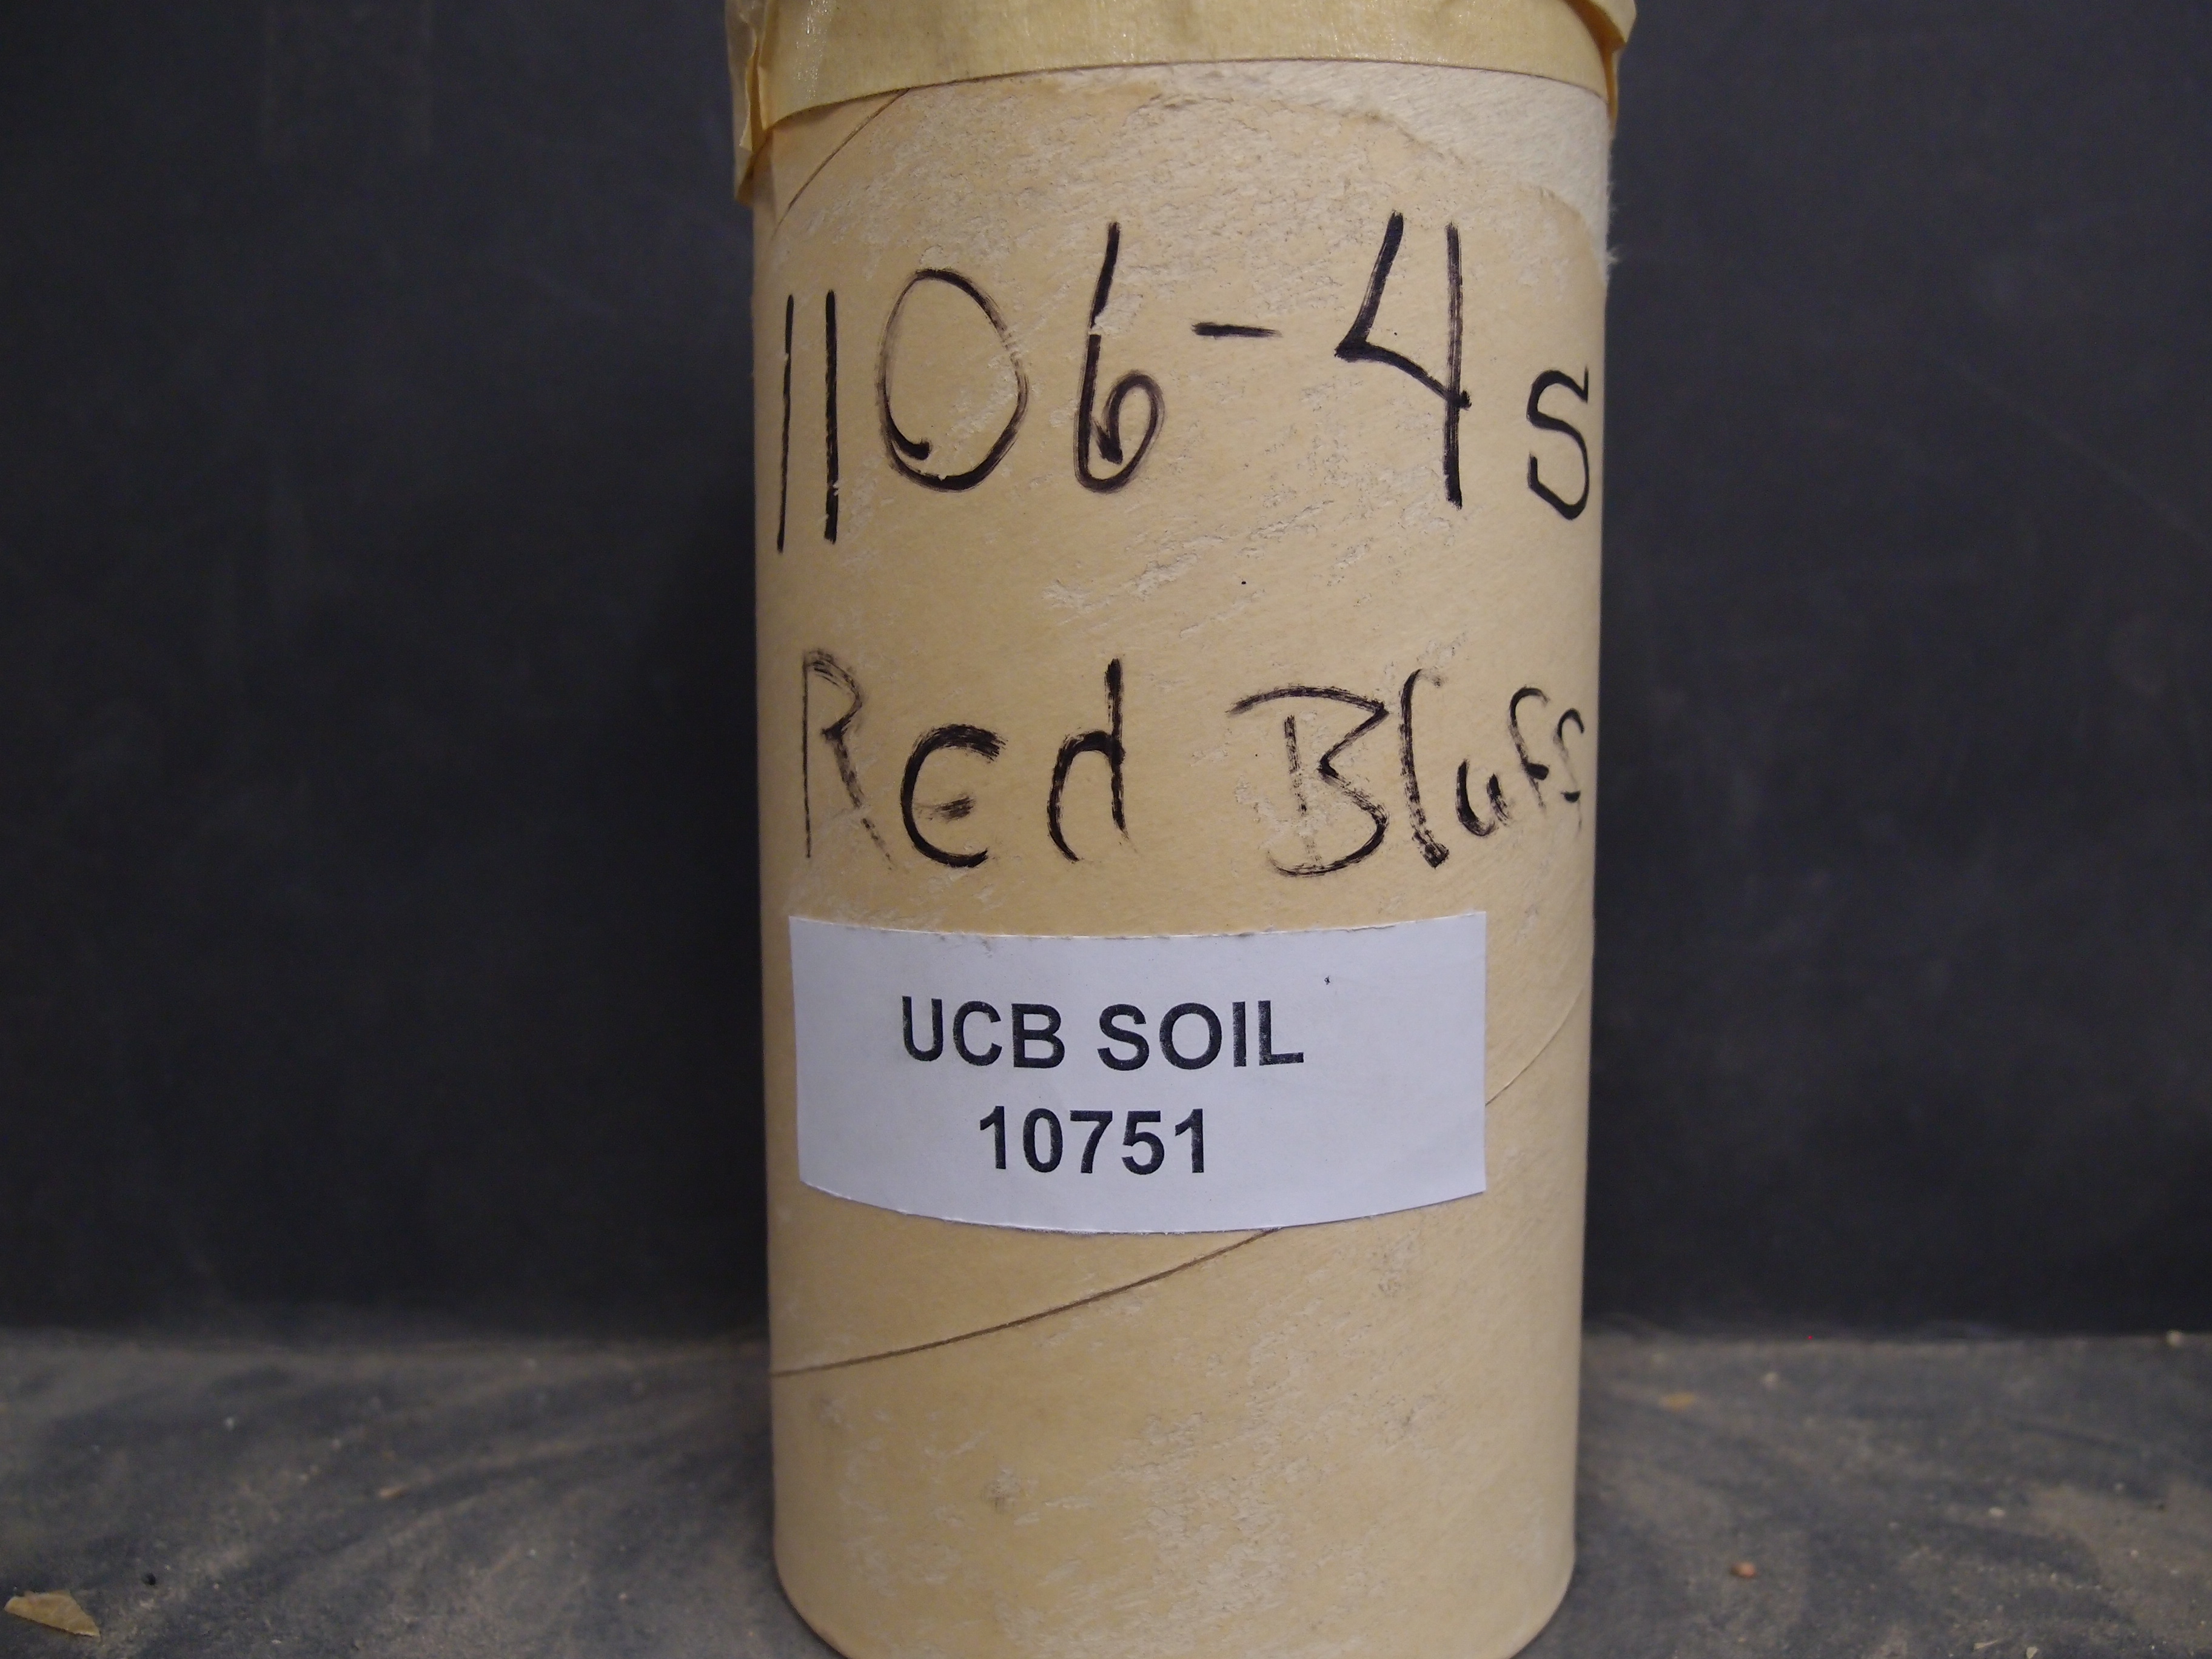 1106-4s
Red Bluff
UCB SOIL
10751